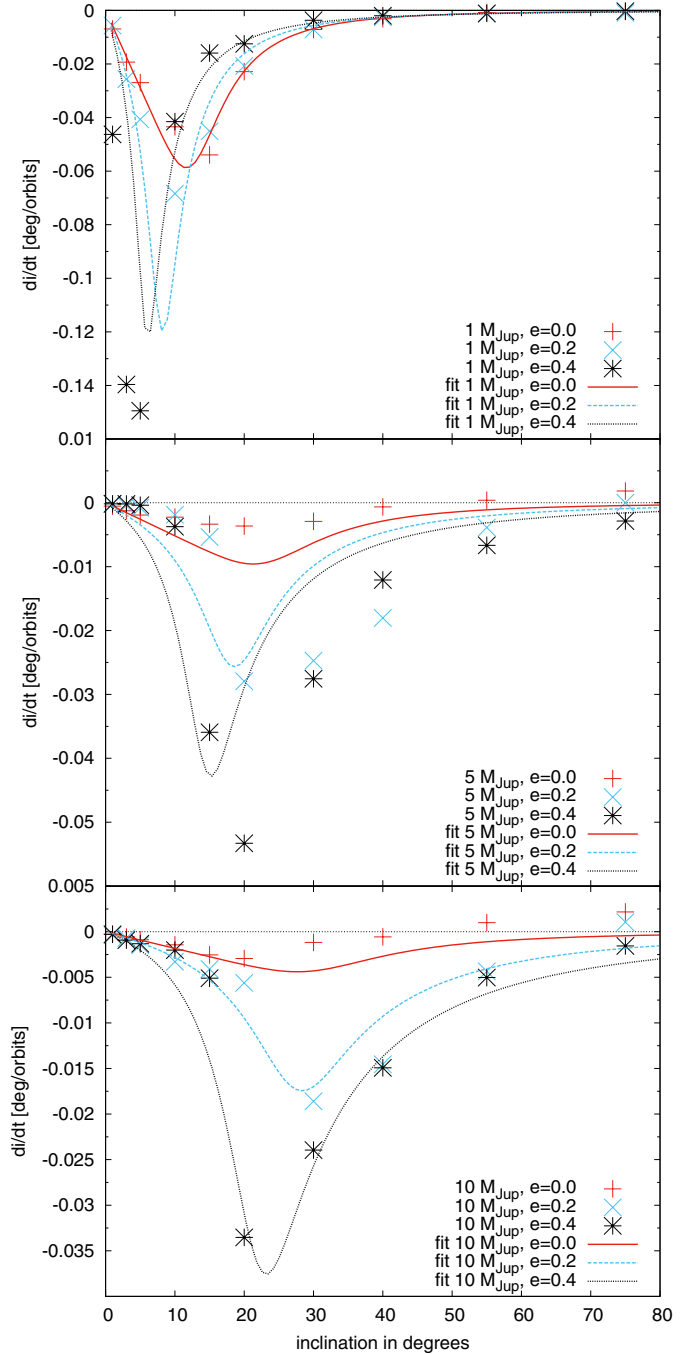 0
-0.02
-0.04
-0.06
-0.08
-0.1
-0.12
-0.14
di/dt [deg/orbits]
1 MJup, e=0.0
1 MJup, e=0.2
1 MJup, e=0.4
fit 1 MJup, e=0.0
fit 1 MJup, e=0.2
fit 1 MJup, e=0.4
0.01
0
-0.01
-0.02
-0.03
-0.04
-0.05
di/dt [deg/orbits]
5 MJup, e=0.0
5 MJup, e=0.2
5 MJup, e=0.4
fit 5 MJup, e=0.0
fit 5 MJup, e=0.2
fit 5 MJup, e=0.4
0.005
0
-0.005
-0.01
-0.015
-0.02
-0.025
-0.03
-0.035
di/dt [deg/orbits]
10 MJup, e=0.0
10 MJup, e=0.2
10 MJup, e=0.4
fit 10 MJup, e=0.0
fit 10 MJup, e=0.2
fit 10 MJup, e=0.4
0 10 20 30 40 50 60 70 80
inclination in degrees